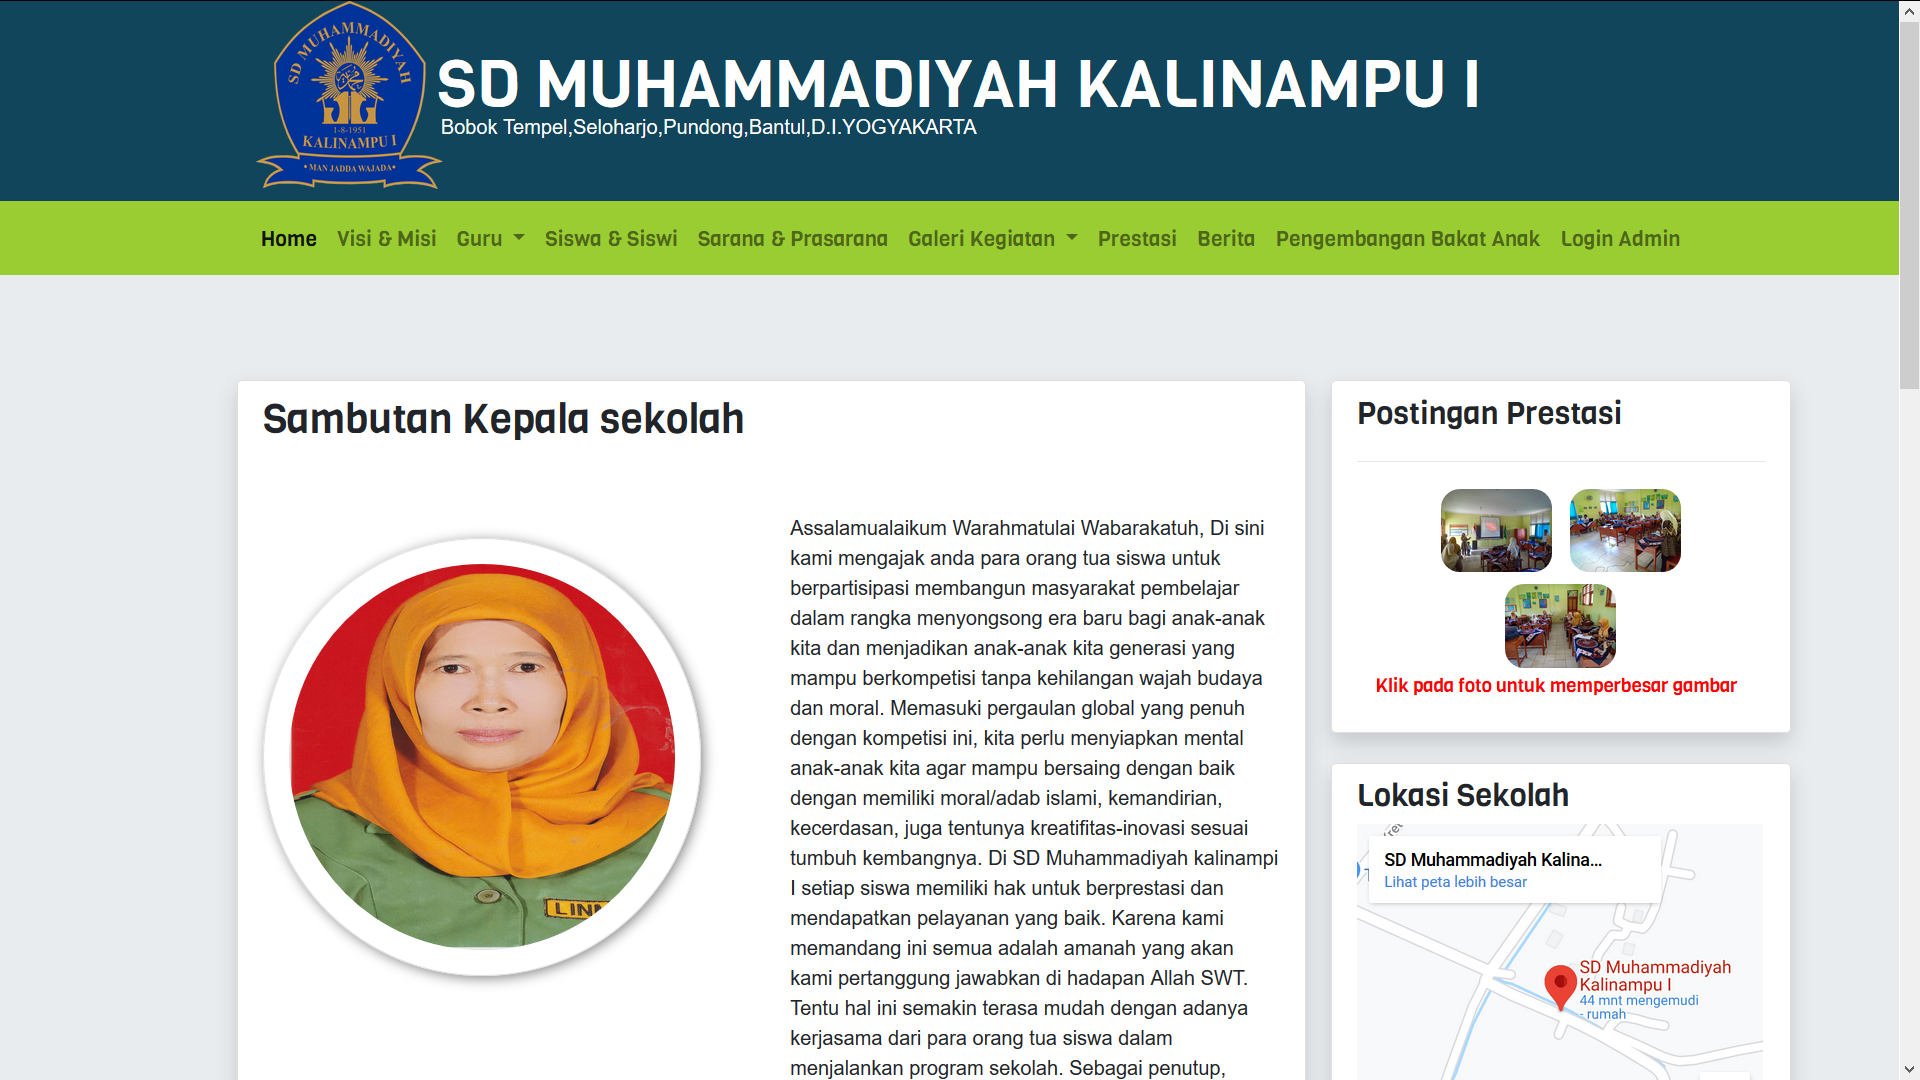 SD MUHAMMADIYAH
1-8-1951
KALINAMPU I
MAN JADDA WAJADA
SD MUHAMMADIYAH KALINAMPU I
Bobok Tempel,Seloharjo,Pundong,Bantul,D.I.YOGYAKARTA
Home Visi & Misi Guru Siswa & Siswi Sarana & Prasarana Galeri Kegiatan Prestasi Berita Pengembangan Bakat Anak Login Admin
Sambutan Kepala sekolah
Assalamualaikum Warahmatulai Wabarakatuh, Di sini
kami mengajak anda para orang tua siswa untuk
berpartisipasi membangun masyarakat pembelajar
dalam rangka menyongsong era baru bagi anak-anak
kita dan menjadikan anak-anak kita generasi yang
mampu berkompetisi tanpa kehilangan wajah budaya
dan moral. Memasuki pergaulan global yang penuh
dengan kompetisi ini, kita perlu menyiapkan mental
anak-anak kita agar mampu bersaing dengan baik
dengan memiliki moral/adab islami, kemandirian,
kecerdasan, juga tentunya kreatifitas-inovasi sesuai
tumbuh kembangnya. Di SD Muhammadiyah kalinampi
I setiap siswa memiliki hak untuk berprestasi dan
mendapatkan pelayanan yang baik. Karena kami
memandang ini semua adalah amanah yang akan
kami pertanggung jawabkan di hadapan Allah SWT.
Tentu hal ini semakin terasa mudah dengan adanya
kerjasama dari para orang tua siswa dalam
menjalankan program sekolah. Sebagai penutup,
Postingan Prestasi
Klik pada foto untuk memperbesar gambar
Lokasi Sekolah
SD Muhammadiyah Kalina...
Lihat peta lebih besar
SD Muhammadiyah
Kalinampu I
44 mnt mengemudi
- rumah